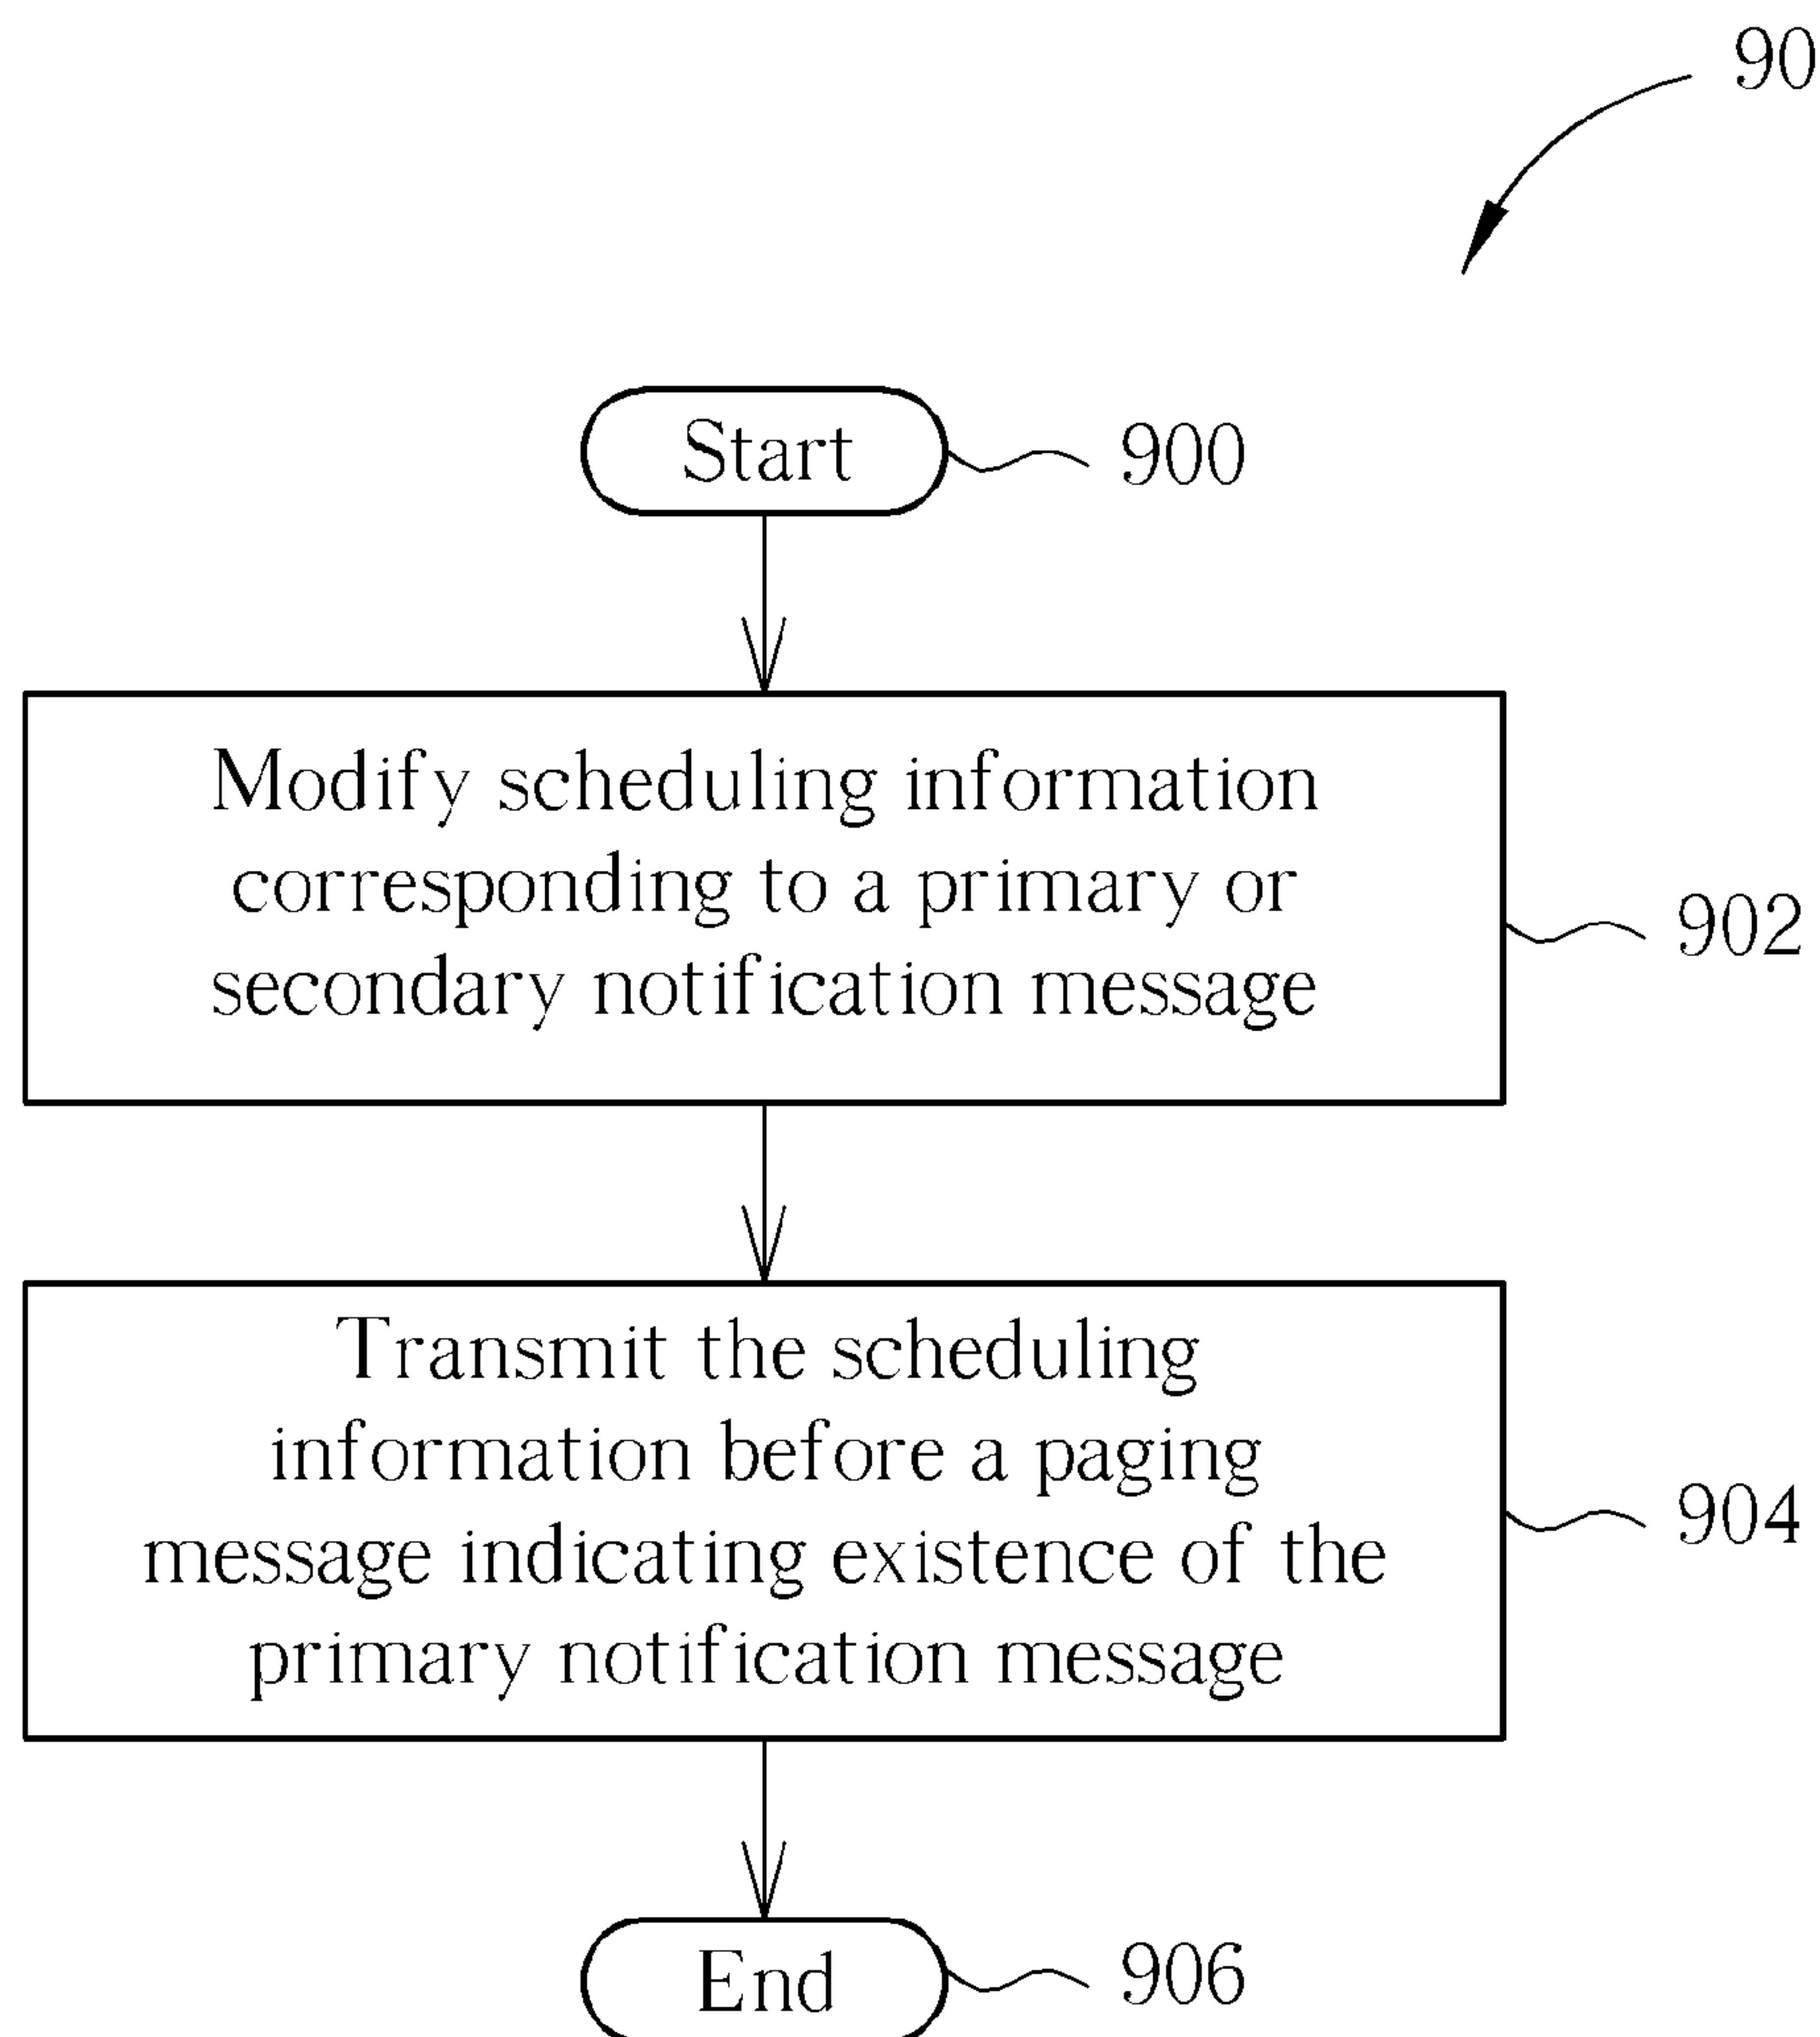 90
Start
900
Modify scheduling information
corresponding to a primary or
secondary notification message
902
Transmit the scheduling
information before a paging
message indicating existence of the
primary notification message
904
End
906